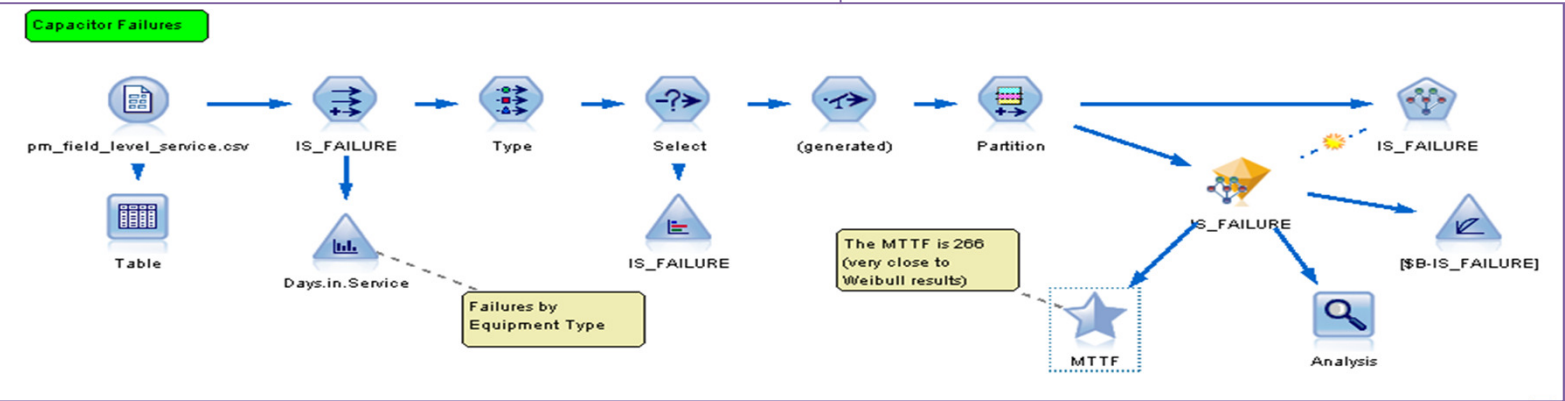 Capacitor Failures
pm_field_level_service.csv
IS_FAILURE
Type
Select
(generated)
Partition
IS_FAILURE
Table
Days.in.Service
Failures by
Equipment Type
IS_FAILURE
The MTTF is 266
(very close to
Weibull results)
IS_FAILURE
[$B-IS_FAILURE]
MTTF
Analysis